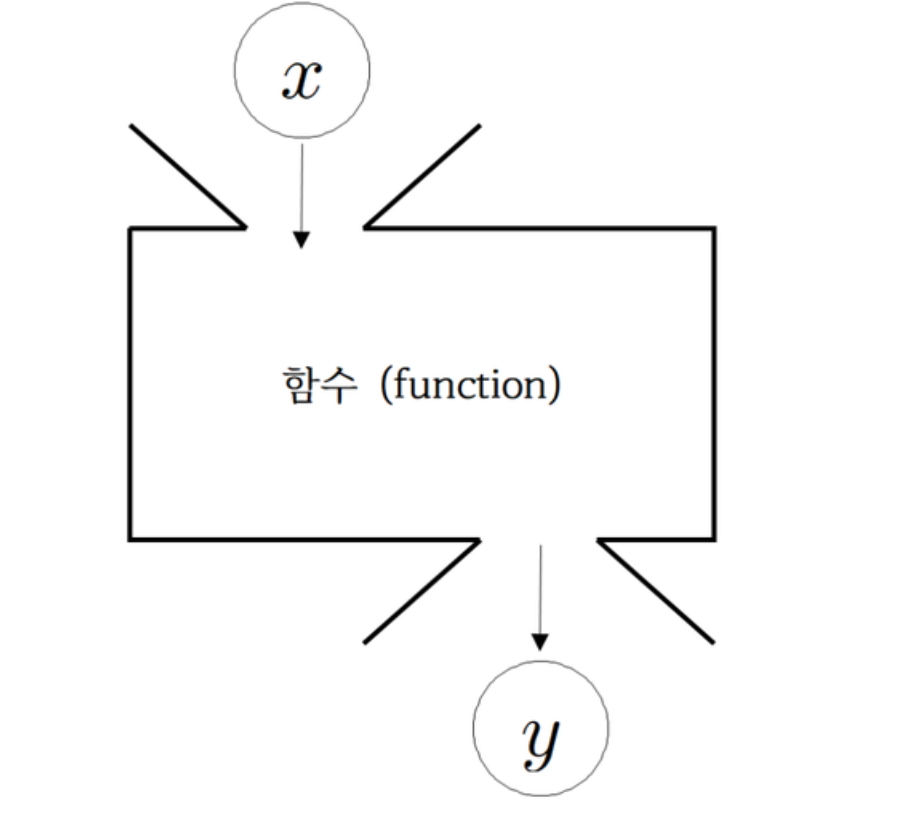 x
함수 (function)
y